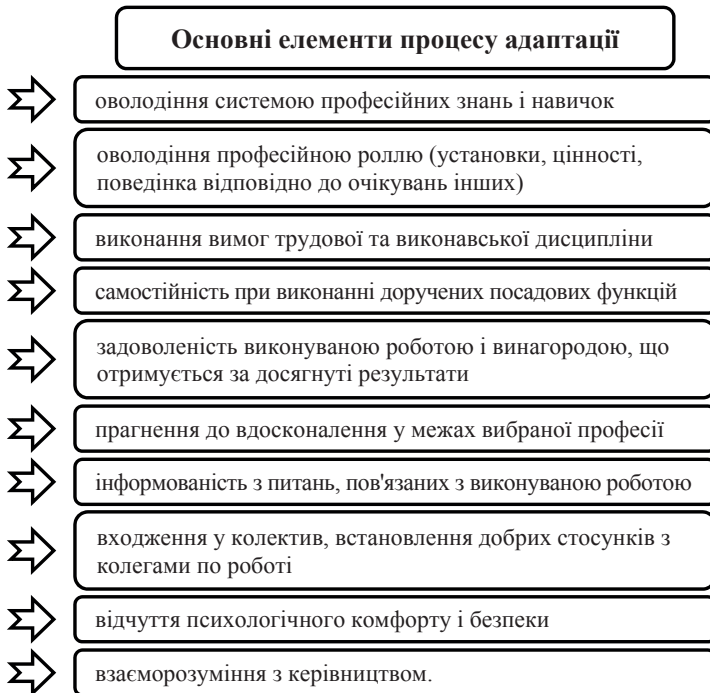 Основні елементи процесу адаптації
оволодіння системою професійних знань і навичок
оволодіння професійною роллю (установки, цінності,
поведінка відповідно до очікувань інших)
виконання вимог трудової та виконавської дисципліни
самостійність при виконанні доручених посадових функцій
задоволеність виконуваною роботою і винагородою, що
отримується за досягнуті результати
прагнення до вдосконалення у межах вибраної професії
інформованість з питань, пов'язаних з виконуваною роботою
входження у колектив, встановлення добрих стосунків з
колегами по роботі
відчуття психологічного комфорту і безпеки
взаєморозуміння з керівництвом.